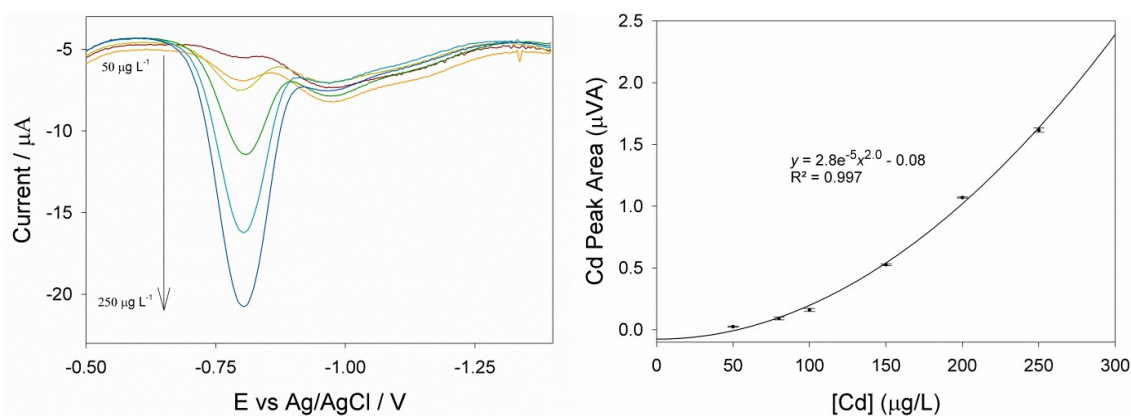 -5
-10
-15
-20
Current / µA
50 µg L⁻¹
250 µg L⁻¹
-0.50
-0.75
-1.00
-1.25
E vs Ag/AgCl / V
2.5
2.0
1.5
1.0
0.5
0.0
Cd Peak Area (µVA)
y = 2.8e⁻⁵x²·⁰ - 0.08
R² = 0.997
0
50
100
150
200
250
300
[Cd] (µg/L)